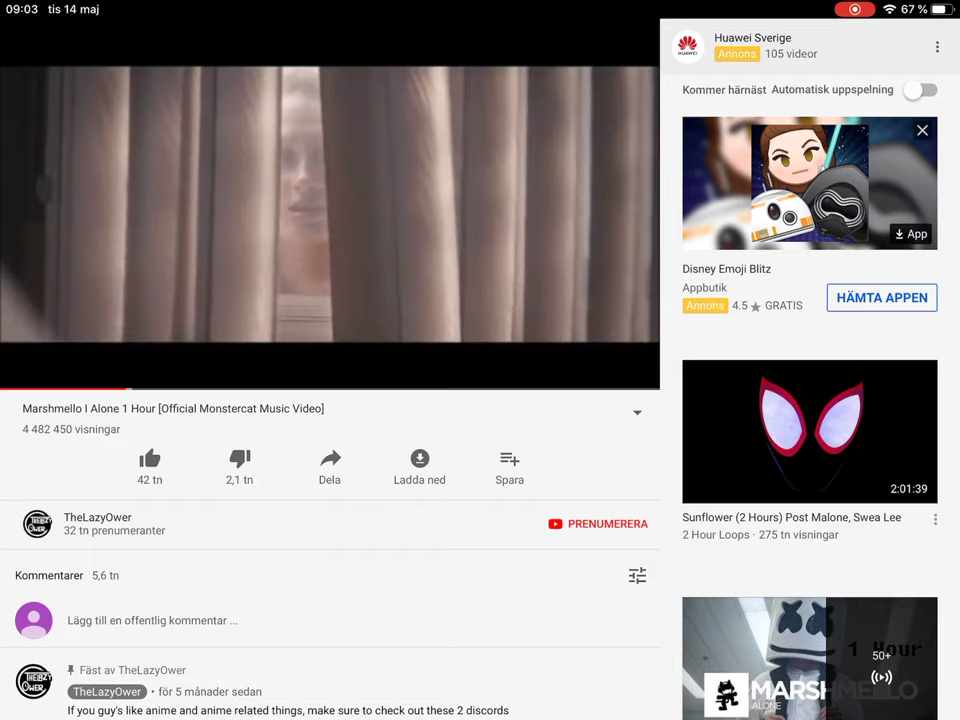 09:03 tis 14 maj
67 %
Huawei Sverige
Annons 105 videor
HUAWEI
Kommer härnäst Automatisk uppspelning
App
Disney Emoji Blitz
Appbutik
Annons 4.5 ★ GRATIS
HÄMTA APPEN
Marshmello I Alone 1 Hour [Official Monstercat Music Video]
4 482 450 visningar
42 tn
2,1 tn
Dela
Ladda ned
Spara
THELAZY
OWER
TheLazyOwer
32 tn prenumeranter
PRENUMERERA
Kommentarer 5,6 tn
Lägg till en offentlig kommentar ...
THELAZY
OWER
Fäst av TheLazyOwer
TheLazyOwer • för 5 månader sedan
If you guy's like anime and anime related things, make sure to check out these 2 discords
2:01:39
Sunflower (2 Hours) Post Malone, Swea Lee
2 Hour Loops · 275 tn visningar
1 Hour
50+
MARSHMELLO
ALONE